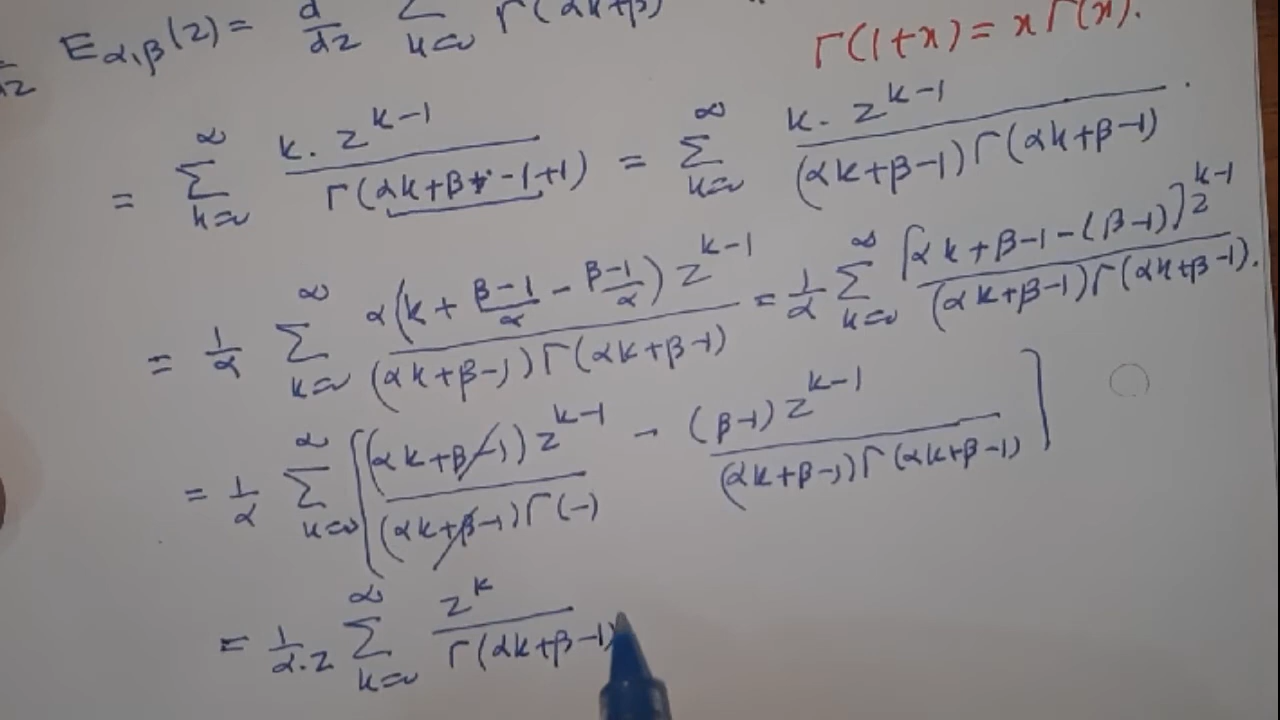 d/dz E_{α,β}(z) = d/dz Σ_{k=0}^{∞} Γ(αk+β)
Γ(1+x) = xΓ(x).
= Σ_{k=0}^{∞} k. z^{k-1} / Γ(αk+β+-1+1) = Σ_{k=0}^{∞} k. z^{k-1} / (αk+β-1)Γ(αk+β-1) .
= 1/α Σ_{k=0}^{∞} α(k + (β-1)/α - (β-1)/α) z^{k-1} / (αk+β-1)Γ(αk+β-1) = 1/α Σ_{k=0}^{∞} [αk+β-1-(β-1)] z^{k-1} / (αk+β-1)Γ(αk+β-1) .
= 1/α Σ_{k=0}^{∞} [ (αk+β-1) z^{k-1} / (αk+β-1)Γ(-) - (β-1) z^{k-1} / (αk+β-1)Γ(αk+β-1) ]
= 1/α.z Σ_{k=0}^{∞} z^k / Γ(αk+β-1)